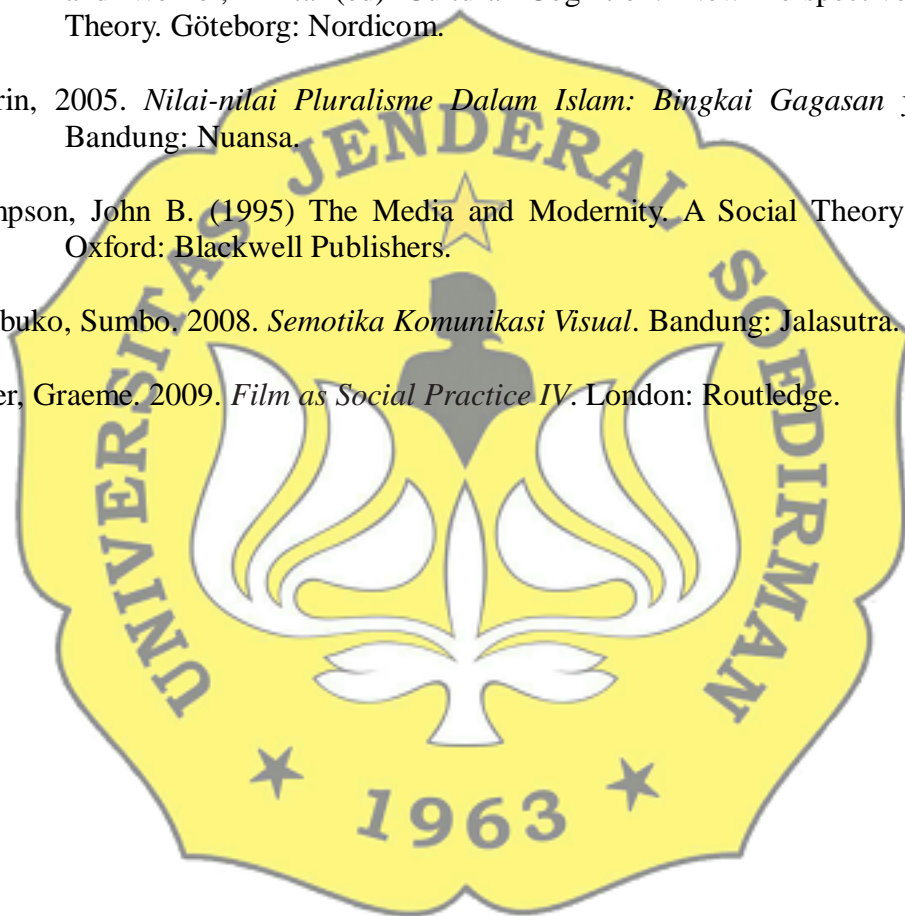 Theory. Göteborg: Nordicom.
rin, 2005. Nilai-nilai Pluralisme Dalam Islam: Bingkai Gagasan y
Bandung: Nuansa.
npson, John B. (1995) The Media and Modernity. A Social Theory
Oxford: Blackwell Publishers.
buko, Sumbo. 2008. Semotika Komunikasi Visual. Bandung: Jalasutra.
er, Graeme. 2009. Film as Social Practice IV. London: Routledge.
UNIVERSITAS JENDERAL SOEDIRMAN
1963